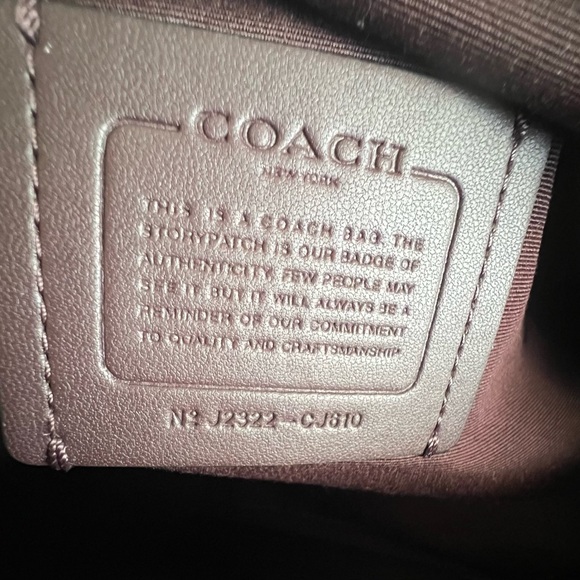 COACH
NEW YORK
THIS IS A COACH BAG. THE
STORYPATCH IS OUR BADGE OF
AUTHENTICITY. FEW PEOPLE MAY
SEE IT BUT IT WILL ALWAYS BE A
REMINDER OF OUR COMMITMENT
TO QUALITY AND CRAFTSMANSHIP
Nº J2322-CJ610